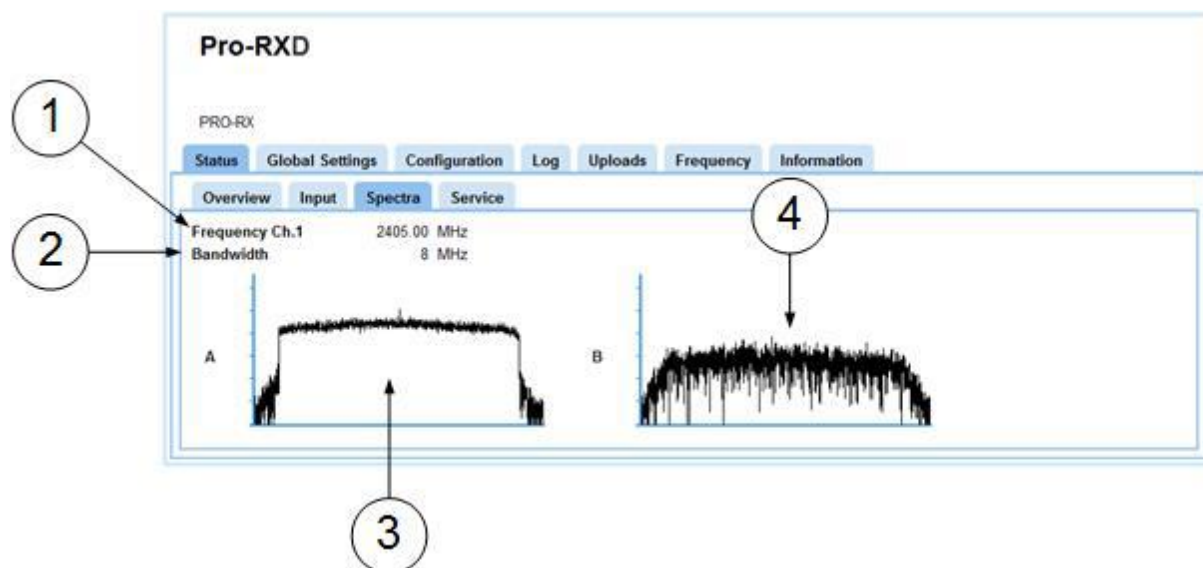 Pro-RXD
1
PRO-RX
Status Global Settings Configuration Log Uploads Frequency Information
Overview Input Spectra Service
4
Frequency Ch.1 2405.00 MHz
2
Bandwidth 8 MHz
A B
3